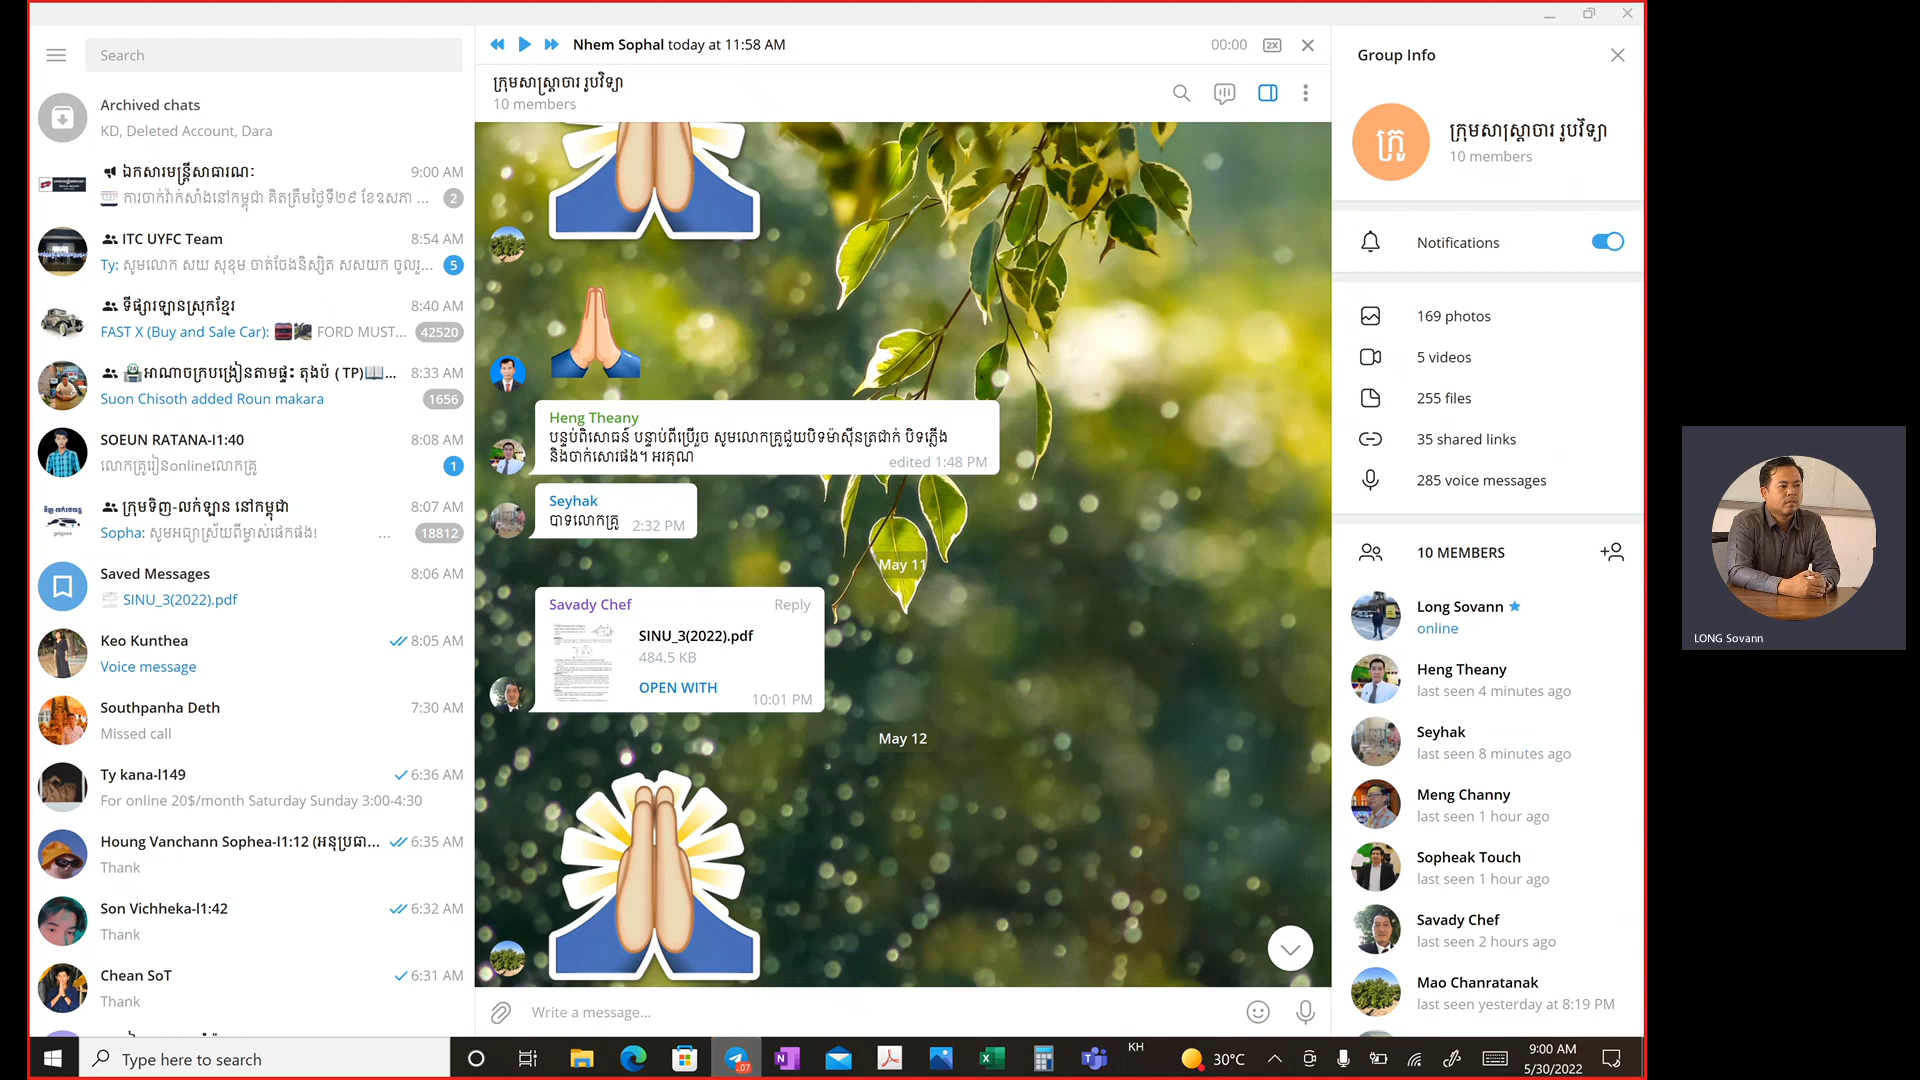 Search
Archived chats
KD, Deleted Account, Dara
ឯកសារមន្ត្រីសាធារណៈ
9:00 AM
ការចាក់វ៉ាក់សាំងនៅកម្ពុជា គិតត្រឹមថ្ងៃទី២៩ ខែឧសភា ...
2
ITC UYFC Team
8:54 AM
Ty: សូមលោក សយ សុខុម ចាត់ចែងនិស្សិត សសយក ចូលរួ...
5
ទីផ្សារឡានស្រុកខ្មែរ
8:40 AM
FAST X (Buy and Sale Car): FORD MUST...
42520
អាណាចក្របង្រៀនតាមផ្ទះ តុងប៉ ( TP)...
8:33 AM
Suon Chisoth added Roun makara
1656
SOEUN RATANA-I1:40
8:08 AM
លោកគ្រូរៀនonlineលោកគ្រូ
1
ក្រុមទិញ-លក់ឡាន នៅកម្ពុជា
8:07 AM
Sopha: សូមអធ្យាស្រ័យពីម្ចាស់ផេកផង! ...
18812
Saved Messages
8:06 AM
SINU_3(2022).pdf
Keo Kunthea
8:05 AM
Voice message
Southpanha Deth
7:30 AM
Missed call
Ty kana-I149
6:36 AM
For online 20$/month Saturday Sunday 3:00-4:30
Houng Vanchann Sophea-I1:12 (អនុប្រធា...
6:35 AM
Thank
Son Vichheka-I1:42
6:32 AM
Thank
Chean SoT
6:31 AM
Thank
Nhem Sophal today at 11:58 AM
00:00
2X
ក្រុមសាស្ត្រាចារ្យ រូបវិទ្យា
10 members
Heng Theany
បន្ទប់ពិសោធន៍ បន្ទាប់ពីប្រើរួច សូមលោកគ្រូជួយបិទម៉ាស៊ីនត្រជាក់ បិទភ្លើង
និងចាក់សោរផង។ អរគុណ
edited 1:48 PM
Seyhak
បាទលោកគ្រូ
2:32 PM
May 11
Savady Chef
Reply
SINU_3(2022).pdf
484.5 KB
OPEN WITH
10:01 PM
May 12
Write a message...
Group Info
ក្រុ
ក្រុមសាស្ត្រាចារ្យ រូបវិទ្យា
10 members
Notifications
169 photos
5 videos
255 files
35 shared links
285 voice messages
10 MEMBERS
Long Sovann
online
Heng Theany
last seen 4 minutes ago
Seyhak
last seen 8 minutes ago
Meng Channy
last seen 1 hour ago
Sopheak Touch
last seen 1 hour ago
Savady Chef
last seen 2 hours ago
Mao Chanratanak
last seen yesterday at 8:19 PM
LONG Sovann
Type here to search
.07
KH
30°C
9:00 AM
5/30/2022